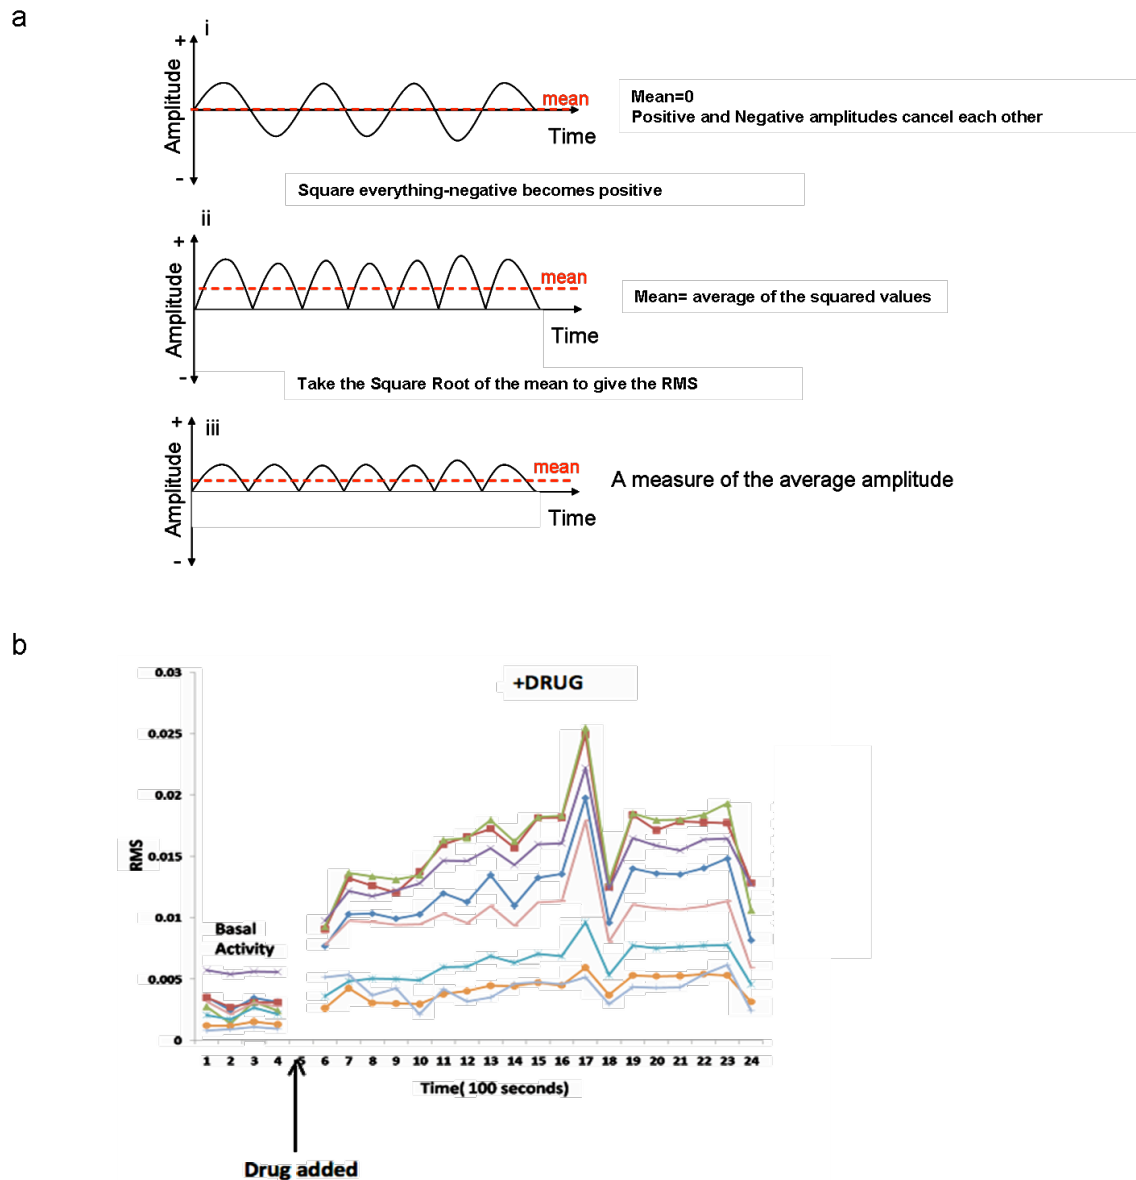 a
i
+
Amplitude
-
mean
Time
Mean=0
Positive and Negative amplitudes cancel each other
Square everything-negative becomes positive
ii
+
Amplitude
-
mean
Time
Mean= average of the squared values
Take the Square Root of the mean to give the RMS
iii
+
Amplitude
-
mean
Time
A measure of the average amplitude
b
+DRUG
0.03
0.025
0.02
0.015
0.01
0.005
0
RMS
Basal
Activity
1 2 3 4 5 6 7 8 9 10 11 12 13 14 15 16 17 18 19 20 21 22 23 24
Time( 100 seconds)
Drug added